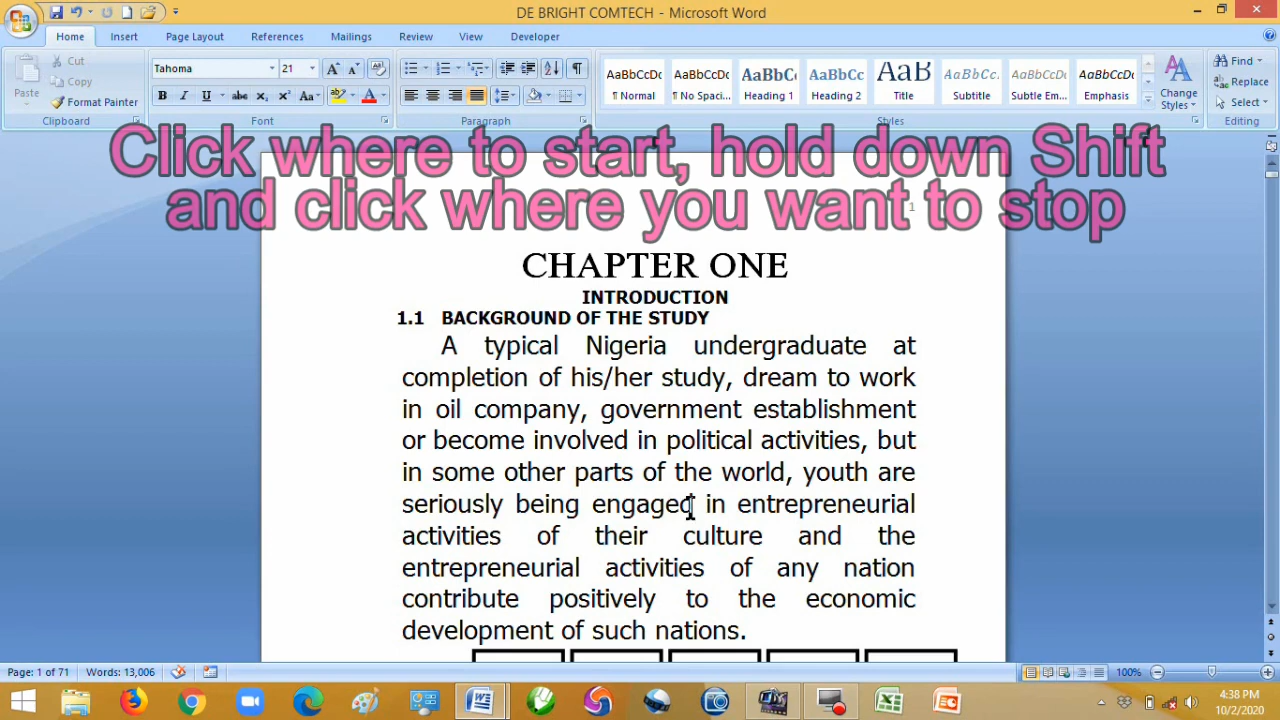 DE BRIGHT COMTECH - Microsoft Word
Home Insert Page Layout References Mailings Review View Developer
Paste
Cut
Copy
Format Painter
Clipboard
Tahoma 21
B I U abc x₂ x² Aa
Font
Paragraph
AaBbCcDc AaBbCcDc AaBbCc AaBbCc AaB AaBbCc. AaBbCcDc AaBbCcDc
¶ Normal ¶ No Spaci... Heading 1 Heading 2 Title Subtitle Subtle Em... Emphasis
Change Styles
Styles
Find
Replace
Select
Editing
Click where to start, hold down Shift
and click where you want to stop
1
CHAPTER ONE
INTRODUCTION
1.1 BACKGROUND OF THE STUDY
A typical Nigeria undergraduate at
completion of his/her study, dream to work
in oil company, government establishment
or become involved in political activities, but
in some other parts of the world, youth are
seriously being engaged in entrepreneurial
activities of their culture and the
entrepreneurial activities of any nation
contribute positively to the economic
development of such nations.
Page: 1 of 71 Words: 13,006 100%
4:38 PM
10/2/2020